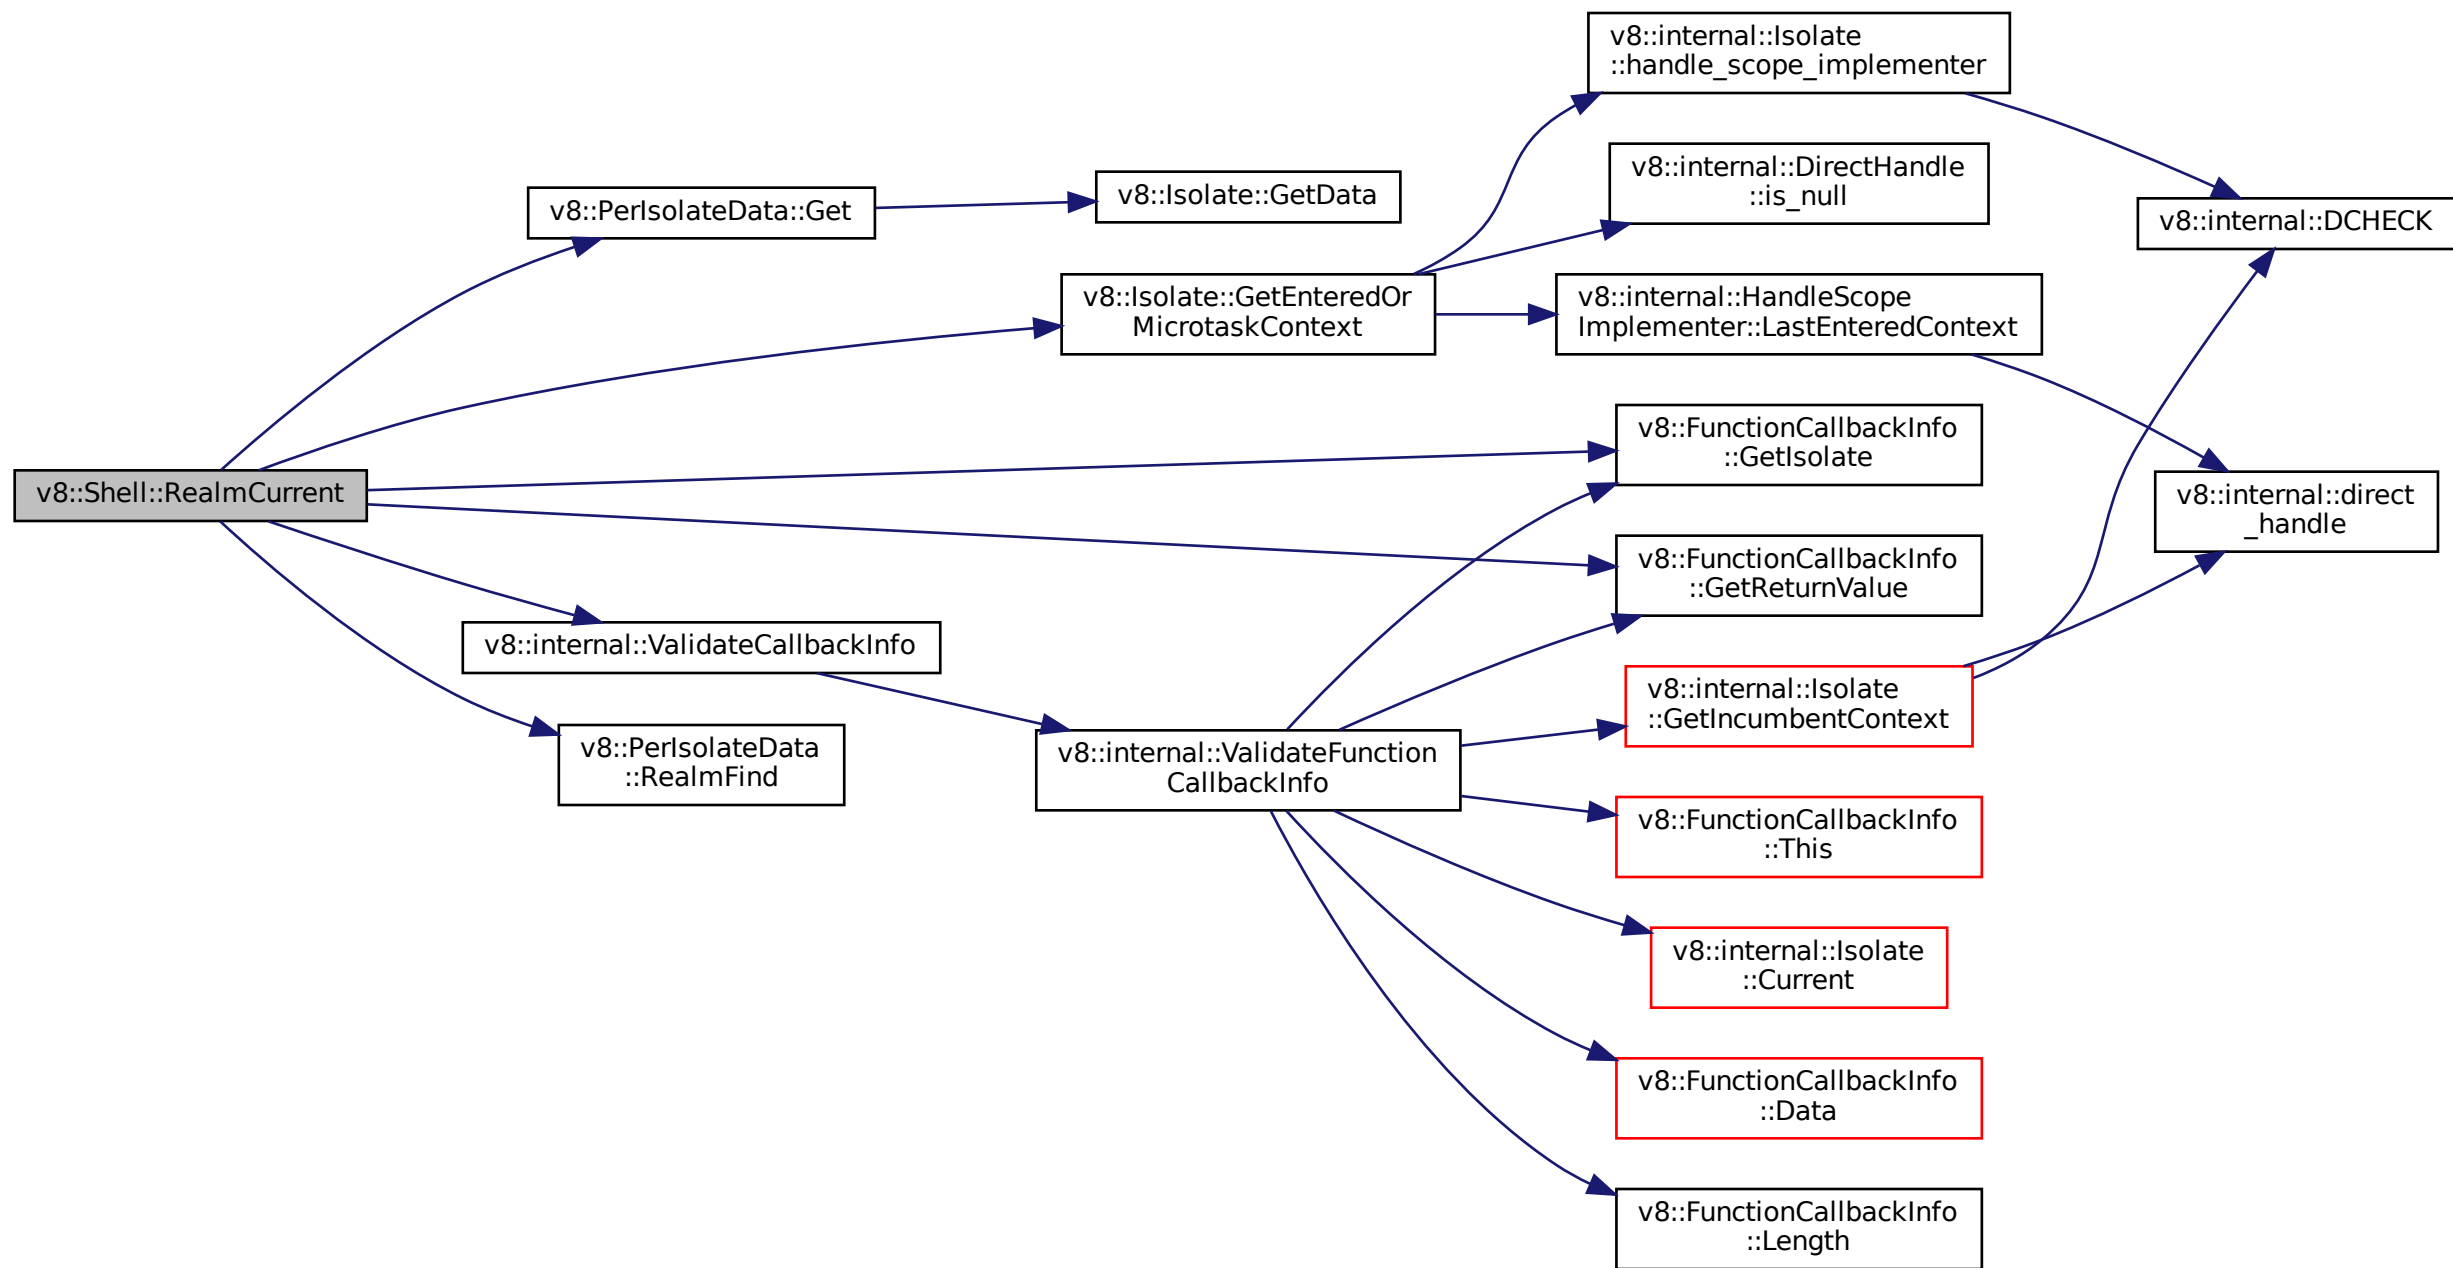 v8::Shell::RealmCurrent
v8::PerIsolateData::Get
v8::Isolate::GetData
v8::Isolate::GetEnteredOr
MicrotaskContext
v8::internal::Isolate
::handle_scope_implementer
v8::internal::DCHECK
v8::internal::DirectHandle
::is_null
v8::internal::HandleScope
Implementer::LastEnteredContext
v8::internal::direct
_handle
v8::FunctionCallbackInfo
::GetIsolate
v8::FunctionCallbackInfo
::GetReturnValue
v8::internal::ValidateCallbackInfo
v8::internal::ValidateFunction
CallbackInfo
v8::internal::Isolate
::GetIncumbentContext
v8::FunctionCallbackInfo
::This
v8::internal::Isolate
::Current
v8::FunctionCallbackInfo
::Data
v8::FunctionCallbackInfo
::Length
v8::PerIsolateData
::RealmFind